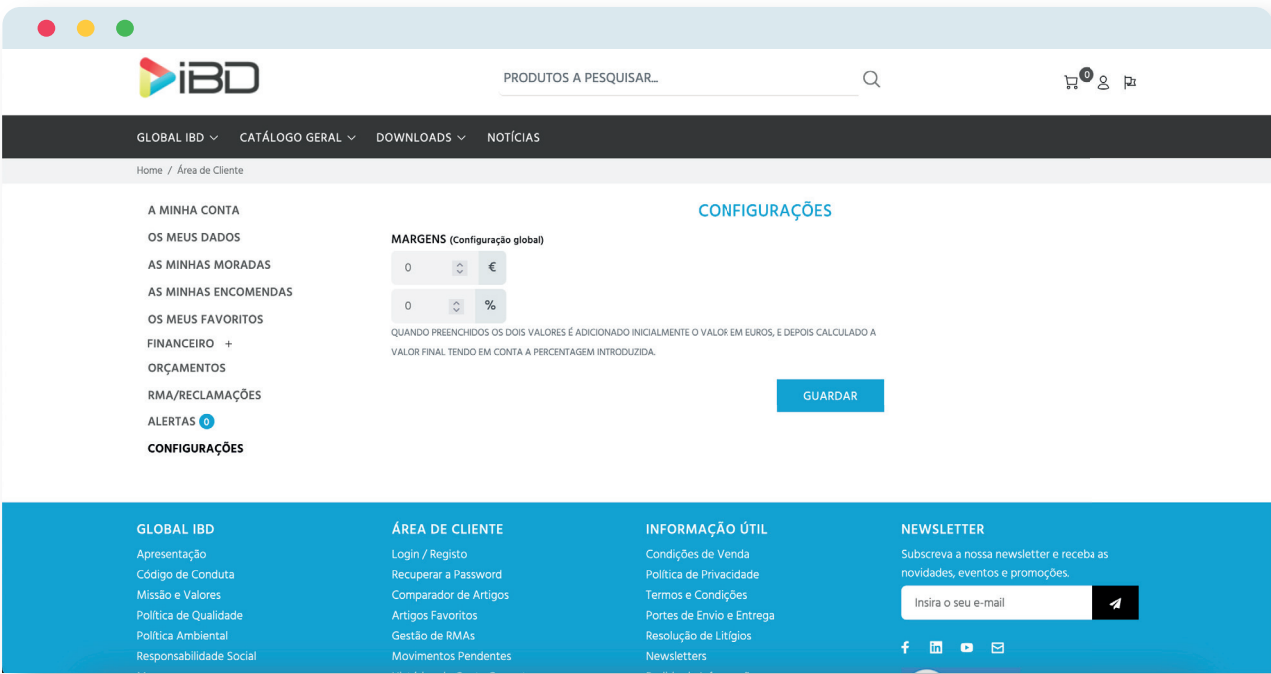 iBD
PRODUTOS A PESQUISAR...
0
GLOBAL IBD
CATÁLOGO GERAL
DOWNLOADS
NOTÍCIAS
Home / Área de Cliente
A MINHA CONTA
OS MEUS DADOS
AS MINHAS MORADAS
AS MINHAS ENCOMENDAS
OS MEUS FAVORITOS
FINANCEIRO +
ORÇAMENTOS
RMA/RECLAMAÇÕES
ALERTAS 0
CONFIGURAÇÕES
CONFIGURAÇÕES
MARGENS (Configuração global)
0 €
0 %
QUANDO PREENCHIDOS OS DOIS VALORES É ADICIONADO INICIALMENTE O VALOR EM EUROS, E DEPOIS CALCULADO A
VALOR FINAL TENDO EM CONTA A PERCENTAGEM INTRODUZIDA.
GUARDAR
GLOBAL IBD
Apresentação
Código de Conduta
Missão e Valores
Política de Qualidade
Política Ambiental
Responsabilidade Social
ÁREA DE CLIENTE
Login / Registo
Recuperar a Password
Comparador de Artigos
Artigos Favoritos
Gestão de RMAs
Movimentos Pendentes
INFORMAÇÃO ÚTIL
Condições de Venda
Política de Privacidade
Termos e Condições
Portes de Envio e Entrega
Resolução de Litígios
Newsletters
NEWSLETTER
Subscreva a nossa newsletter e receba as
novidades, eventos e promoções.
Insira o seu e-mail